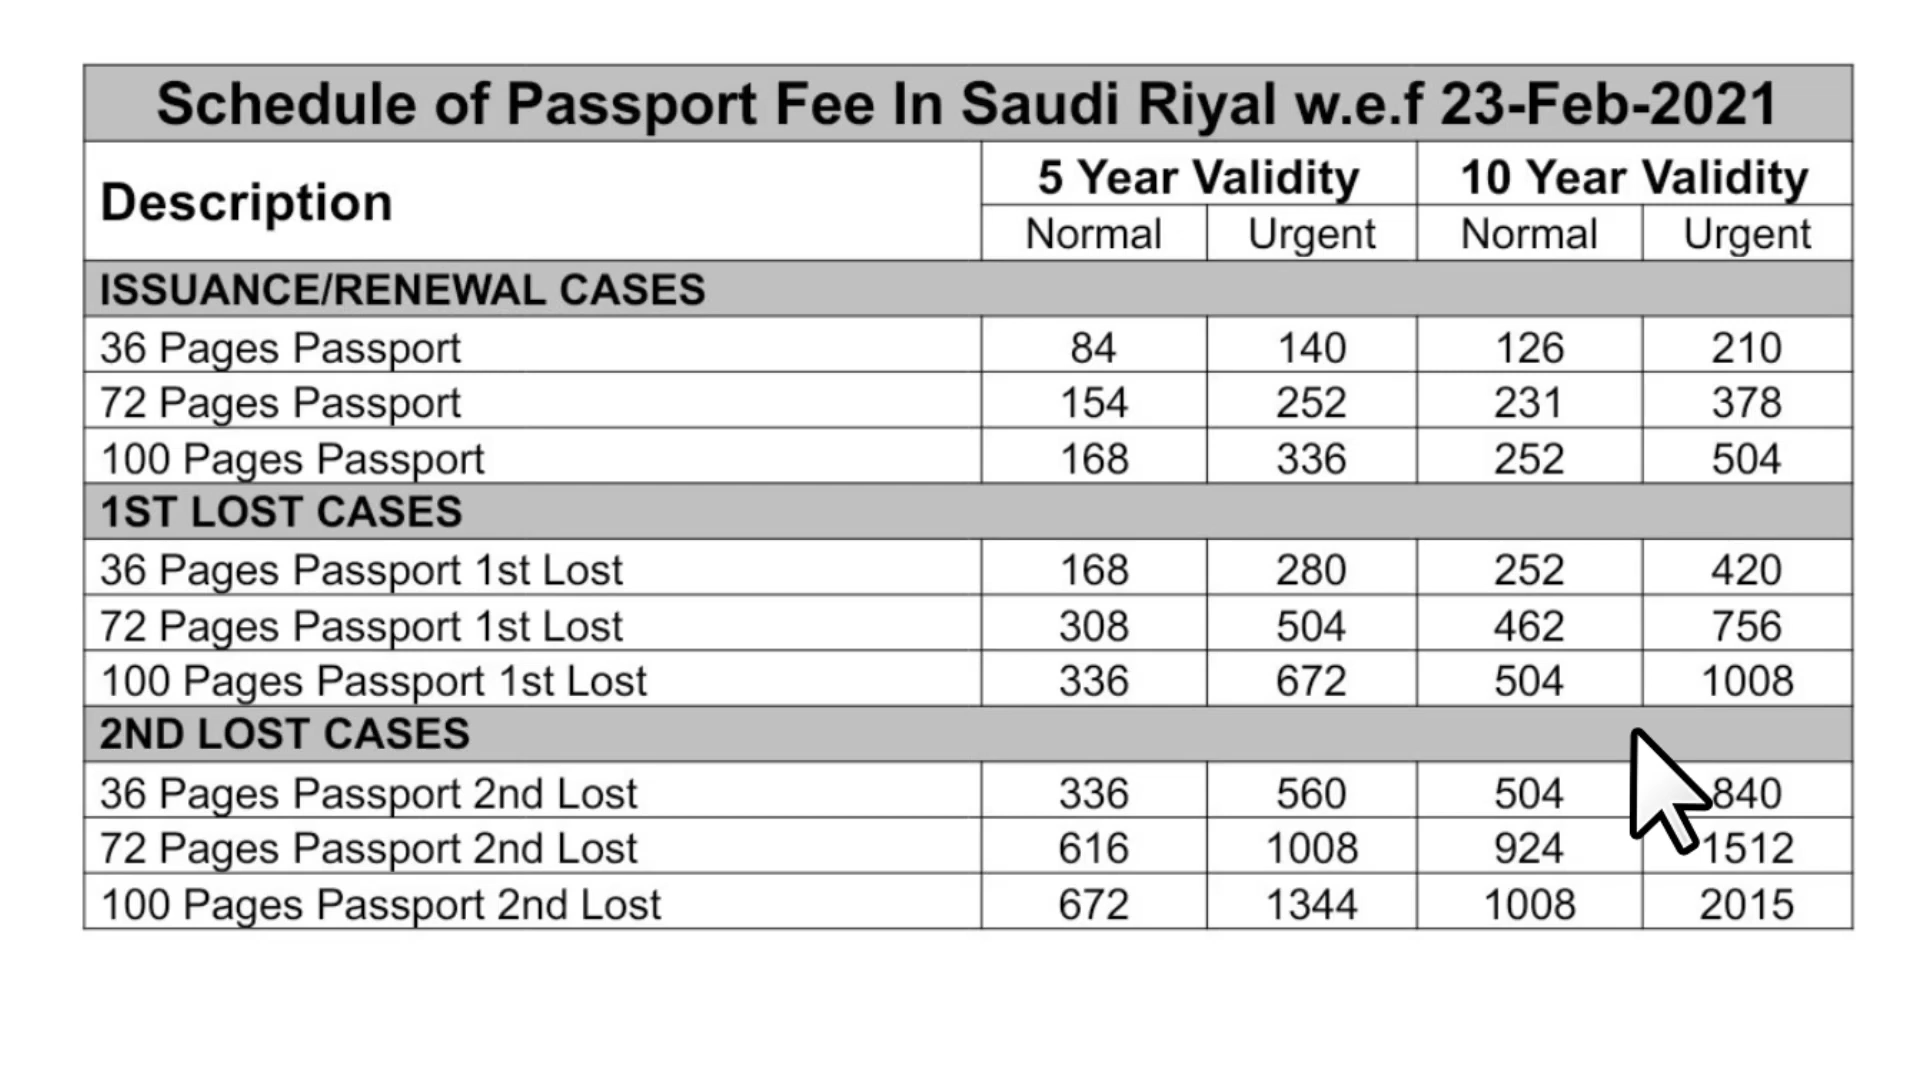 Schedule of Passport Fee In Saudi Riyal w.e.f 23-Feb-2021
Description 5 Year Validity 10 Year Validity
Normal Urgent Normal Urgent
ISSUANCE/RENEWAL CASES
36 Pages Passport 84 140 126 210
72 Pages Passport 154 252 231 378
100 Pages Passport 168 336 252 504
1ST LOST CASES
36 Pages Passport 1st Lost 168 280 252 420
72 Pages Passport 1st Lost 308 504 462 756
100 Pages Passport 1st Lost 336 672 504 1008
2ND LOST CASES
36 Pages Passport 2nd Lost 336 560 504 840
72 Pages Passport 2nd Lost 616 1008 924 1512
100 Pages Passport 2nd Lost 672 1344 1008 2015